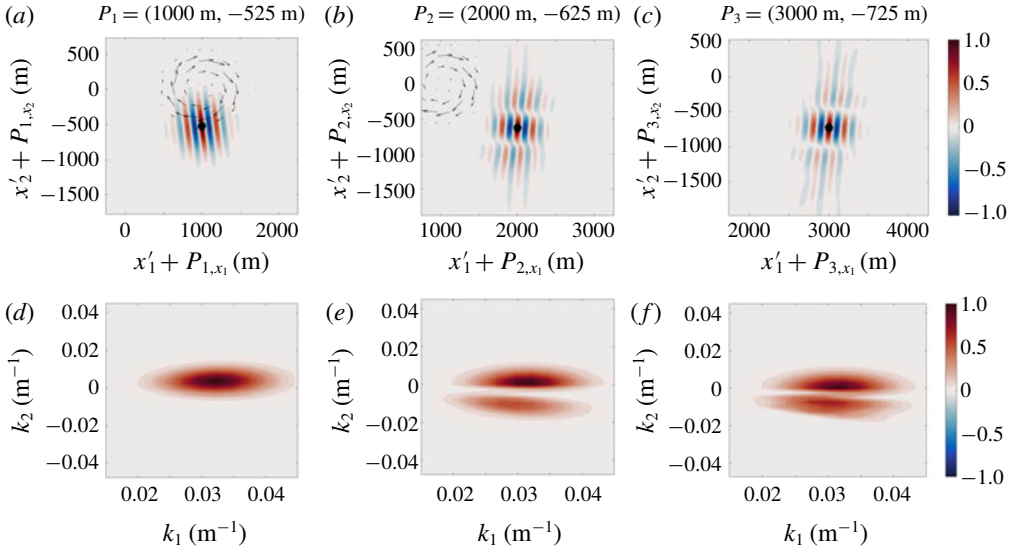 (a) P₁ = (1000 m, −525 m) (b) P₂ = (2000 m, −625 m) (c) P₃ = (3000 m, −725 m)
500 500 500 1.0
0 0 0 0.5
−500 −500 −500 0
−1000 −1000 −1000 −0.5
−1500 −1500 −1500 −1.0
x′₂ + P₁,ₓ₂ (m) x′₂ + P₂,ₓ₂ (m) x′₂ + P₃,ₓ₂ (m)
0 1000 2000 1000 2000 3000 2000 3000 4000
x′₁ + P₁,ₓ₁ (m) x′₁ + P₂,ₓ₁ (m) x′₁ + P₃,ₓ₁ (m)
(d) (e) (f)
0.04 0.04 0.04 1.0
0.02 0.02 0.02 0.5
0 0 0 0
−0.02 −0.02 −0.02 −0.5
−0.04 −0.04 −0.04 −1.0
k₂ (m⁻¹) k₂ (m⁻¹) k₂ (m⁻¹)
0.02 0.03 0.04 0.02 0.03 0.04 0.02 0.03 0.04
k₁ (m⁻¹) k₁ (m⁻¹) k₁ (m⁻¹)